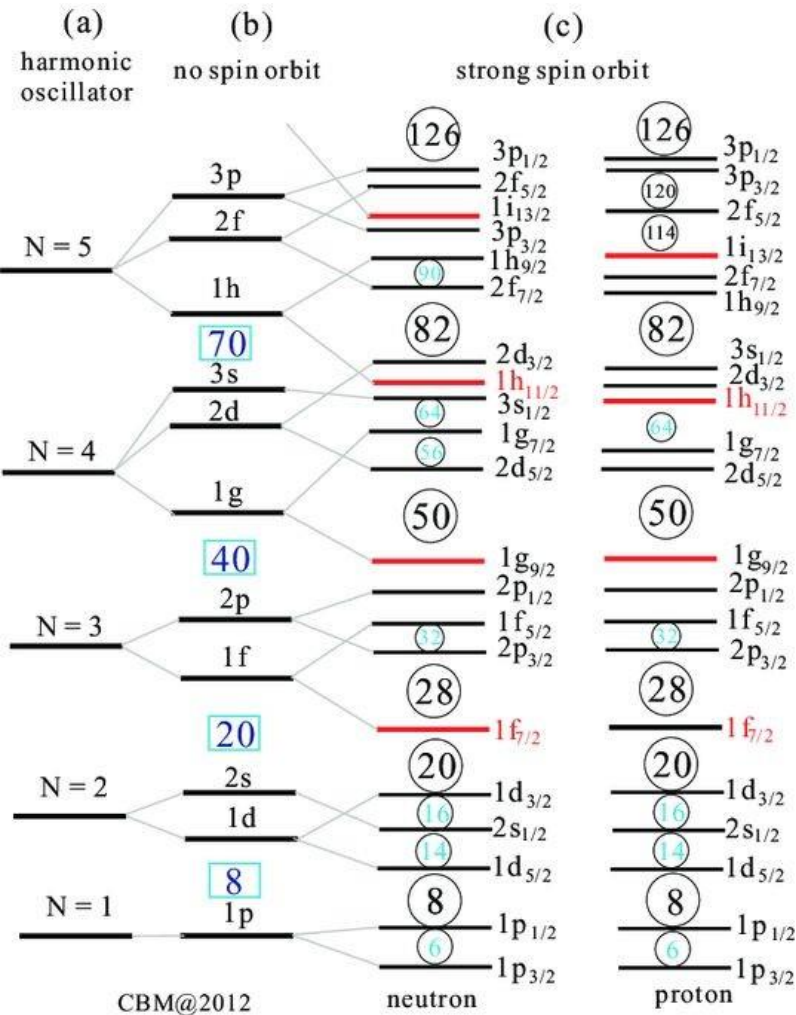 (a) (b) (c)
harmonic oscillator no spin orbit strong spin orbit
126 126
3p 3p1/2 3p1/2
2f5/2 3p3/2
120
2f 1i13/2 2f5/2
114
N = 5 3p3/2 1i13/2
1h9/2
90 2f7/2
1h 2f7/2 1h9/2
70 82 82
2d3/2 3s1/2
3s 1h11/2 2d3/2
3s1/2 1h11/2
2d 64 64
N = 4 1g7/2 1g7/2
56
2d5/2 2d5/2
1g 50 50
40 1g9/2 1g9/2
2p 2p1/2 2p1/2
N = 3 1f5/2 1f5/2
32 32
1f 2p3/2 2p3/2
28 28
20 1f7/2 1f7/2
20 20
2s 1d3/2 1d3/2
N = 2 16 16
1d 2s1/2 2s1/2
14 14
1d5/2 1d5/2
8 8 8
N = 1 1p 1p1/2 1p1/2
6 6
1p3/2 1p3/2
CBM@2012 neutron proton